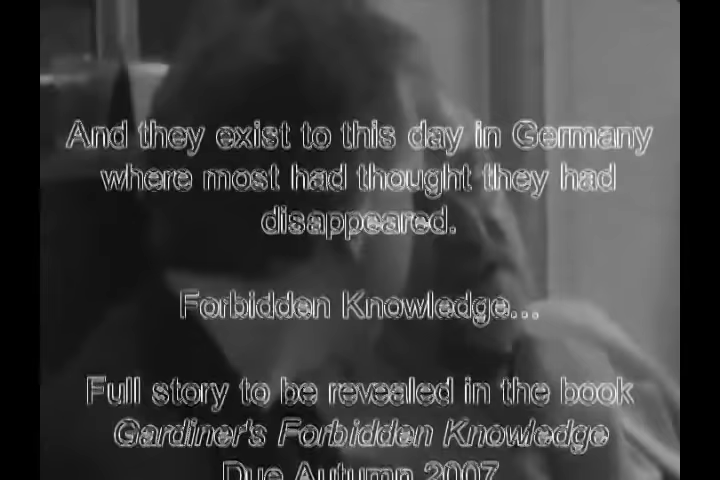 And they exist to this day in Germany
where most had thought they had
disappeared.
Forbidden Knowledge...
Full story to be revealed in the book
Gardiner's Forbidden Knowledge
Due Autumn 2007